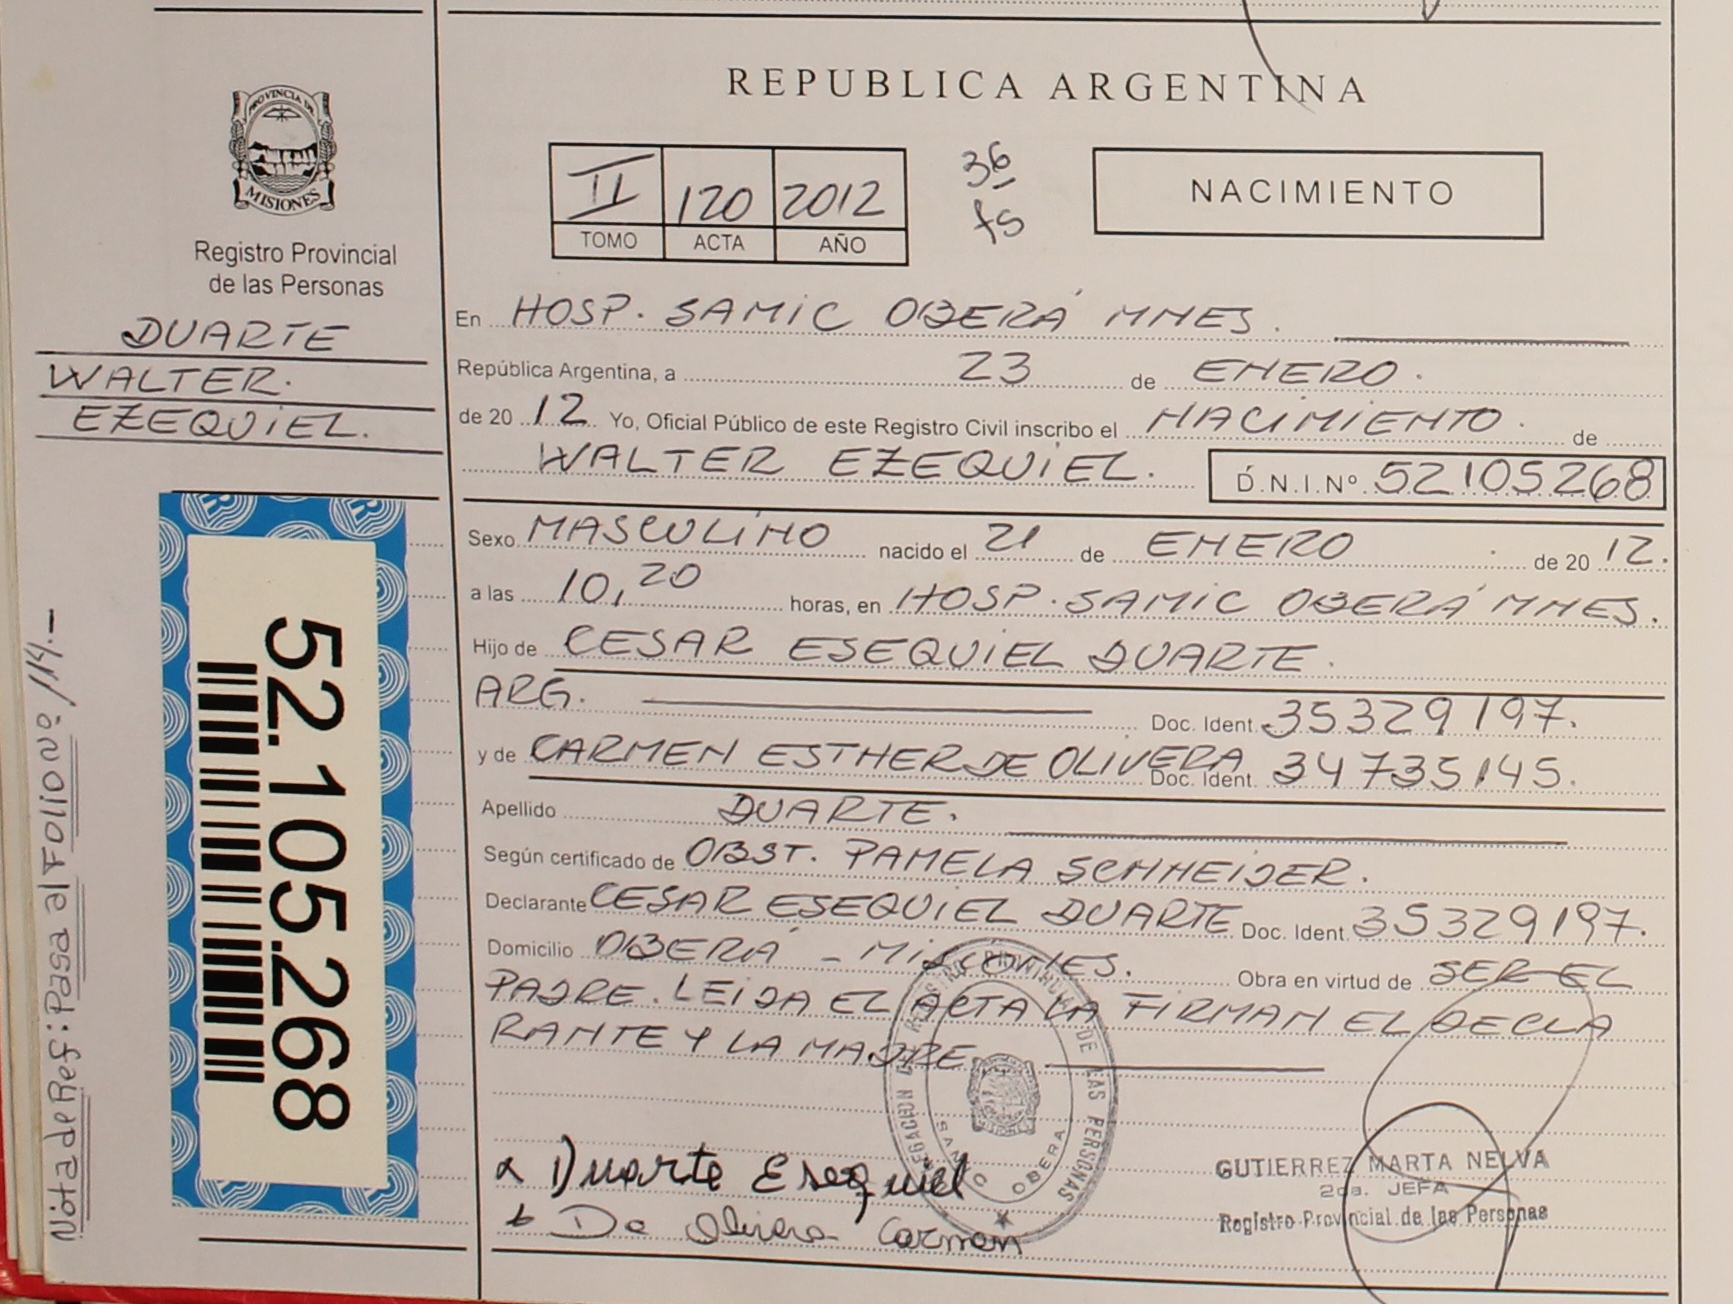 REPUBLICA ARGENTINA
PROVINCIA DE
MISIONES
Registro Provincial
de las Personas
DUARTE
WALTER.
EZEQUIEL.
52.105.268
Nota de Ref: Pasa al Folio Nº 114.-
II 120 2012
TOMO ACTA AÑO
36
fs
NACIMIENTO
En HOSP. SAMIC OBERÁ MNES.
República Argentina, a 23 de ENERO.
de 20 12 Yo, Oficial Público de este Registro Civil inscribo el NACIMIENTO. de
WALTER EZEQUIEL. D.N.I.Nº 52105268
Sexo MASCULINO nacido el 21 de ENERO de 20 12.
a las 10,20 horas, en HOSP. SAMIC OBERÁ MNES.
Hijo de CESAR ESEQUIEL DUARTE.
ARG. Doc. Ident. 35329197.
y de CARMEN ESTHER DE OLIVERA Doc. Ident. 34735145.
Apellido DUARTE.
Según certificado de OBST. PAMELA SCHNEIDER.
Declarante CESAR ESEQUIEL DUARTE Doc. Ident. 35329197.
Domicilio OBERÁ - MISIONES. Obra en virtud de SER EL
PADRE. LEIDA EL ACTA LA FIRMAN EL DECLA
RANTE Y LA MADRE
Duarte Esequiel
De Olivera Carmen
DE LAS PERSONAS
SAMIC OBERA
GUTIERREZ MARTA NELVA
2da. JEFA
Registro Provincial de las Personas